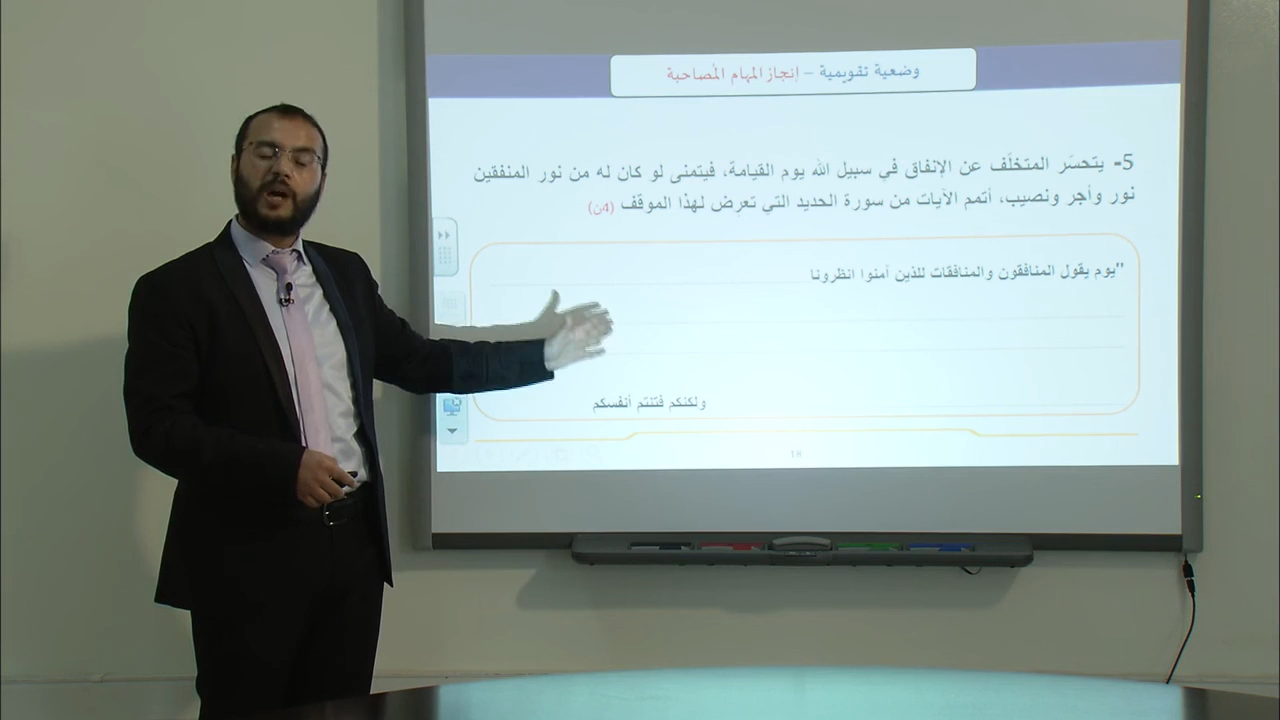 وضعية تقويمية – إنجاز المهام المُصاحبة
5- يتحسّر المتخلّف عن الإنفاق في سبيل الله يوم القيامة، فيتمنى لو كان له من نور المنفقين
نور وأجر ونصيب، أتمم الآيات من سورة الحديد التي تعرض لهذا الموقف (4ن)
"يوم يقول المنافقون والمنافقات للذين آمنوا انظرونا
ولكنكم فتنتم أنفسكم
18